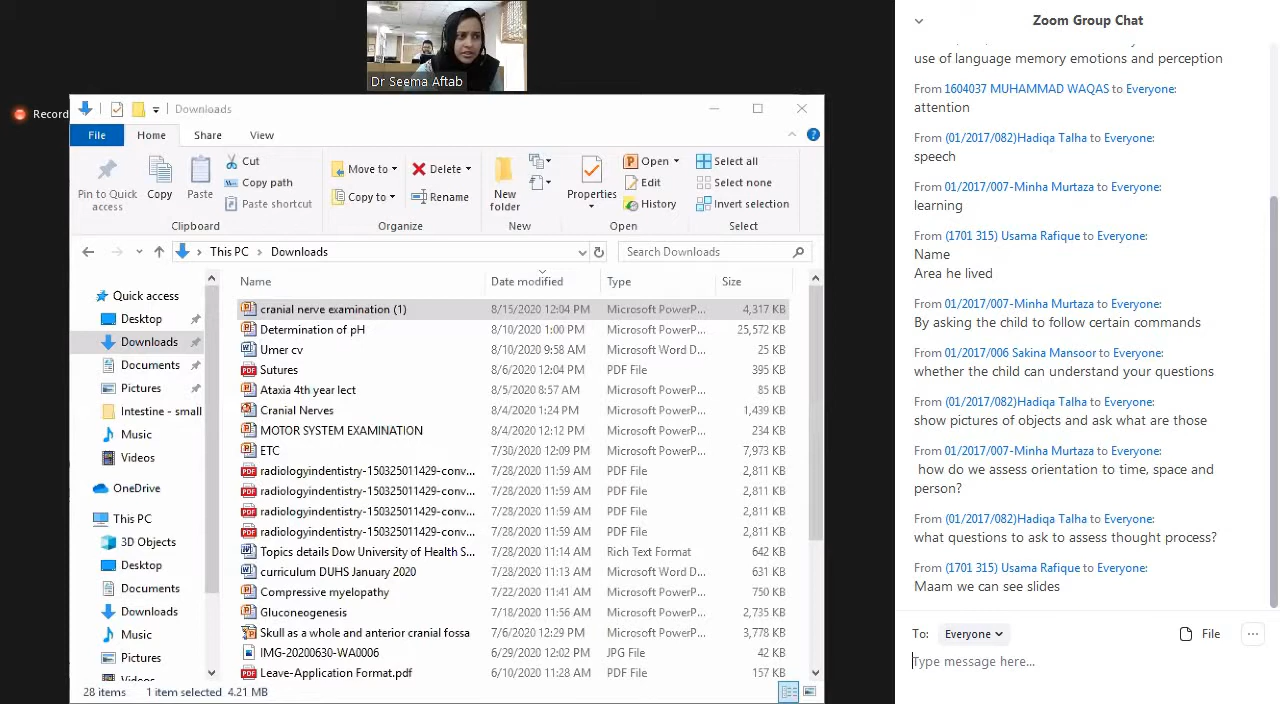 Dr Seema Aftab
Record
Downloads
File Home Share View
Pin to Quick access
Copy
Paste
Cut
Copy path
Paste shortcut
Clipboard
Move to
Copy to
Delete
Rename
Organize
New folder
New
Properties
Open
Edit
History
Open
Select all
Select none
Invert selection
Select
This PC > Downloads
Search Downloads
Quick access
Desktop
Downloads
Documents
Pictures
Intestine - small
Music
Videos
OneDrive
This PC
3D Objects
Desktop
Documents
Downloads
Music
Pictures
Name Date modified Type Size
cranial nerve examination (1) 8/15/2020 12:04 PM Microsoft PowerP... 4,317 KB
Determination of pH 8/10/2020 1:00 PM Microsoft PowerP... 25,572 KB
Umer cv 8/10/2020 9:58 AM Microsoft Word D... 25 KB
Sutures 8/6/2020 12:04 PM PDF File 395 KB
Ataxia 4th year lect 8/5/2020 8:57 AM Microsoft PowerP... 85 KB
Cranial Nerves 8/4/2020 1:24 PM Microsoft PowerP... 1,439 KB
MOTOR SYSTEM EXAMINATION 8/4/2020 12:12 PM Microsoft PowerP... 234 KB
ETC 7/30/2020 12:09 PM Microsoft PowerP... 7,973 KB
radiologyindentistry-150325011429-conv... 7/28/2020 11:59 AM PDF File 2,811 KB
radiologyindentistry-150325011429-conv... 7/28/2020 11:59 AM PDF File 2,811 KB
radiologyindentistry-150325011429-conv... 7/28/2020 11:59 AM PDF File 2,811 KB
radiologyindentistry-150325011429-conv... 7/28/2020 11:59 AM PDF File 2,811 KB
Topics details Dow University of Health S... 7/28/2020 11:14 AM Rich Text Format 642 KB
curriculum DUHS January 2020 7/28/2020 11:13 AM Microsoft Word D... 631 KB
Compressive myelopathy 7/22/2020 11:41 AM Microsoft PowerP... 750 KB
Gluconeogenesis 7/18/2020 11:56 AM Microsoft PowerP... 2,735 KB
Skull as a whole and anterior cranial fossa 7/6/2020 12:29 PM Microsoft PowerP... 3,778 KB
IMG-20200630-WA0006 6/29/2020 12:02 PM JPG File 42 KB
Leave-Application Format.pdf 6/10/2020 11:28 AM PDF File 157 KB
28 items 1 item selected 4.21 MB
Zoom Group Chat
use of language memory emotions and perception
From 1604037 MUHAMMAD WAQAS to Everyone:
attention
From (01/2017/082)Hadiqa Talha to Everyone:
speech
From 01/2017/007-Minha Murtaza to Everyone:
learning
From (1701 315) Usama Rafique to Everyone:
Name
Area he lived
From 01/2017/007-Minha Murtaza to Everyone:
By asking the child to follow certain commands
From 01/2017/006 Sakina Mansoor to Everyone:
whether the child can understand your questions
From (01/2017/082)Hadiqa Talha to Everyone:
show pictures of objects and ask what are those
From 01/2017/007-Minha Murtaza to Everyone:
how do we assess orientation to time, space and
person?
From (01/2017/082)Hadiqa Talha to Everyone:
what questions to ask to assess thought process?
From (1701 315) Usama Rafique to Everyone:
Maam we can see slides
To: Everyone File ...
Type message here...